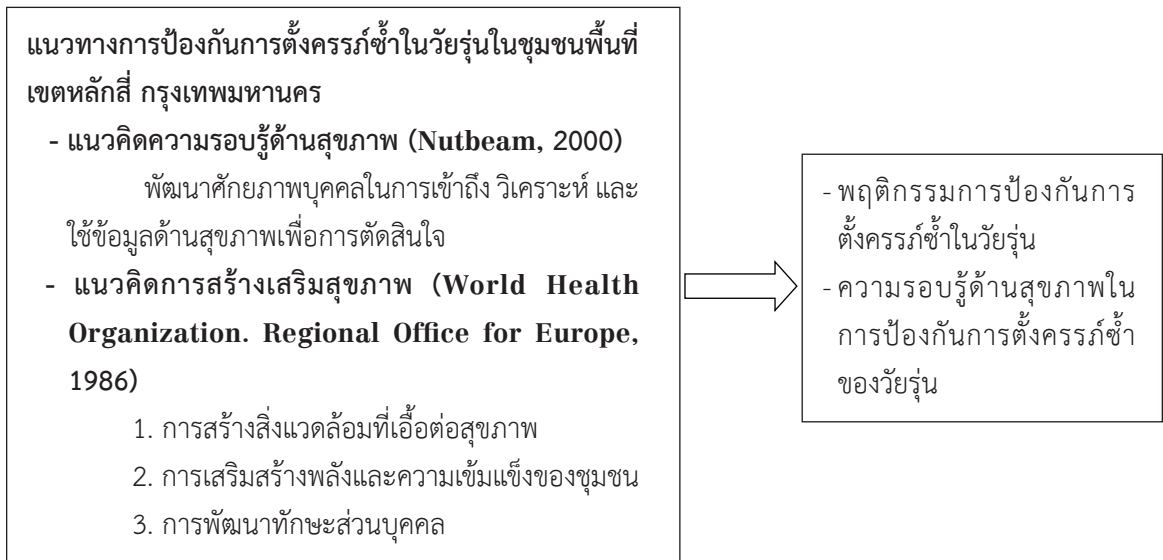 แนวทางการป้องกันการตั้งครรภ์ซ้ำในวัยรุ่นในชุมชนพื้นที่
เขตหลักสี่ กรุงเทพมหานคร
- แนวคิดความรอบรู้ด้านสุขภาพ (Nutbeam, 2000)
พัฒนาศักยภาพบุคคลในการเข้าถึง วิเคราะห์ และ
ใช้ข้อมูลด้านสุขภาพเพื่อการตัดสินใจ
- แนวคิดการสร้างเสริมสุขภาพ (World Health
Organization. Regional Office for Europe,
1986)
1. การสร้างสิ่งแวดล้อมที่เอื้อต่อสุขภาพ
2. การเสริมสร้างพลังและความเข้มแข็งของชุมชน
3. การพัฒนาทักษะส่วนบุคคล
- พฤติกรรมการป้องกันการ
ตั้งครรภ์ซ้ำในวัยรุ่น
- ความรอบรู้ด้านสุขภาพใน
การป้องกันการตั้งครรภ์ซ้ำ
ของวัยรุ่น